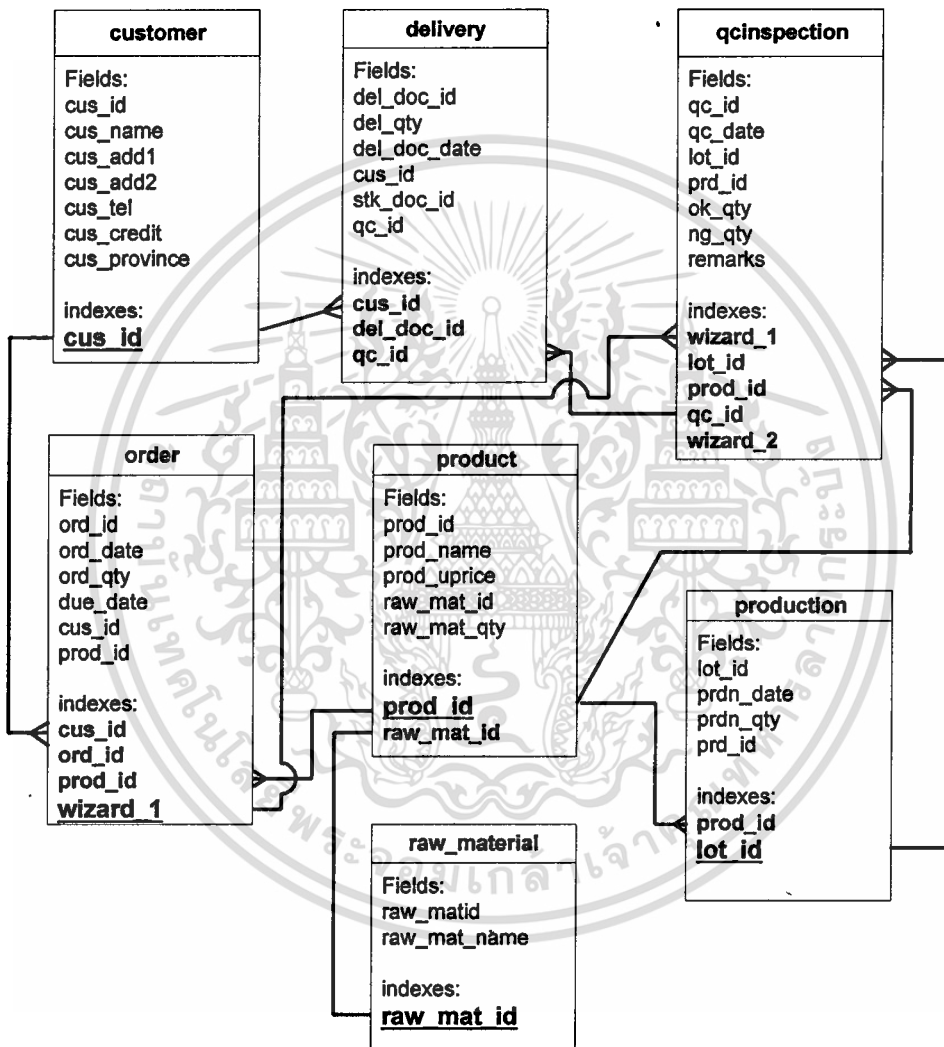 customer
Fields:
cus_id
cus_name
cus_add1
cus_add2
cus_tel
cus_credit
cus_province
indexes:
cus_id
delivery
Fields:
del_doc_id
del_qty
del_doc_date
cus_id
stk_doc_id
qc_id
indexes:
cus_id
del_doc_id
qc_id
qcinspection
Fields:
qc_id
qc_date
lot_id
prd_id
ok_qty
ng_qty
remarks
indexes:
wizard_1
lot_id
prod_id
qc_id
wizard_2
order
Fields:
ord_id
ord_date
ord_qty
due_date
cus_id
prod_id
indexes:
cus_id
ord_id
prod_id
wizard_1
product
Fields:
prod_id
prod_name
prod_uprice
raw_mat_id
raw_mat_qty
indexes:
prod_id
raw_mat_id
production
Fields:
lot_id
prdn_date
prdn_qty
prd_id
indexes:
prod_id
lot_id
raw_material
Fields:
raw_matid
raw_mat_name
indexes:
raw_mat_id